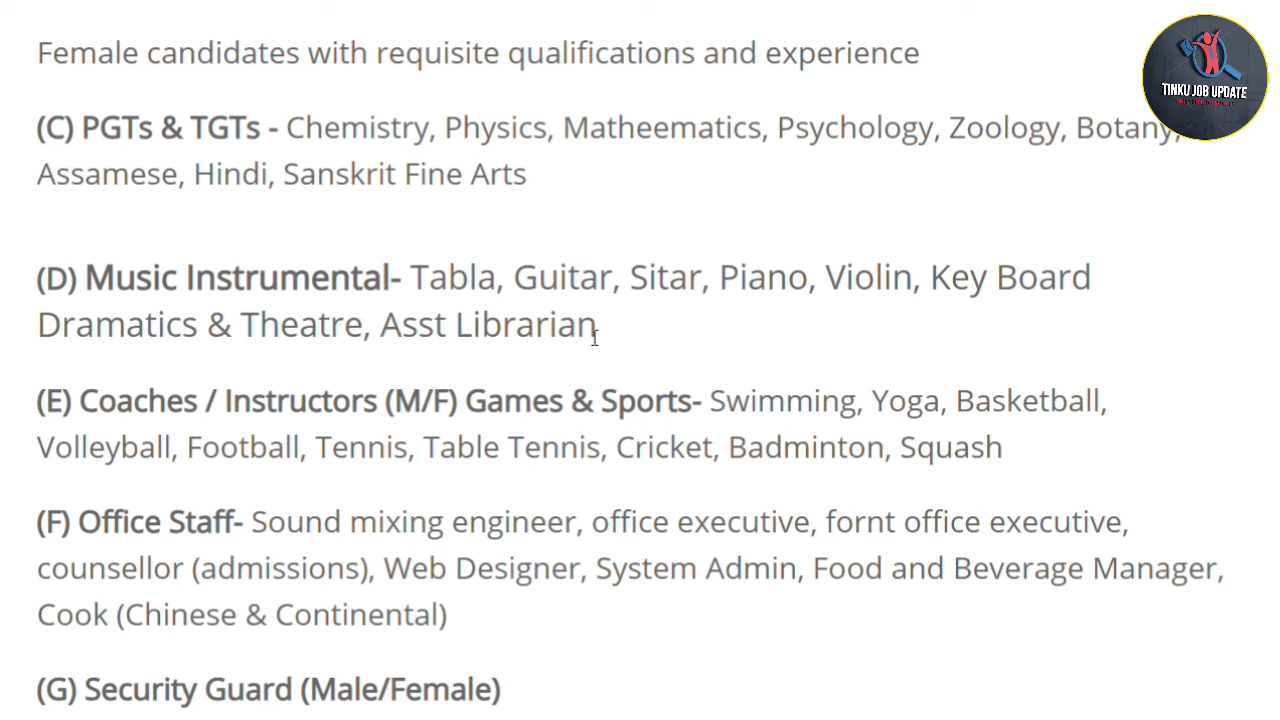 Female candidates with requisite qualifications and experience
(C) PGTs & TGTs - Chemistry, Physics, Matheematics, Psychology, Zoology, Botany,
Assamese, Hindi, Sanskrit Fine Arts
(D) Music Instrumental- Tabla, Guitar, Sitar, Piano, Violin, Key Board
Dramatics & Theatre, Asst Librarian
(E) Coaches / Instructors (M/F) Games & Sports- Swimming, Yoga, Basketball,
Volleyball, Football, Tennis, Table Tennis, Cricket, Badminton, Squash
(F) Office Staff- Sound mixing engineer, office executive, fornt office executive,
counsellor (admissions), Web Designer, System Admin, Food and Beverage Manager,
Cook (Chinese & Continental)
(G) Security Guard (Male/Female)
TINKU JOB UPDATE